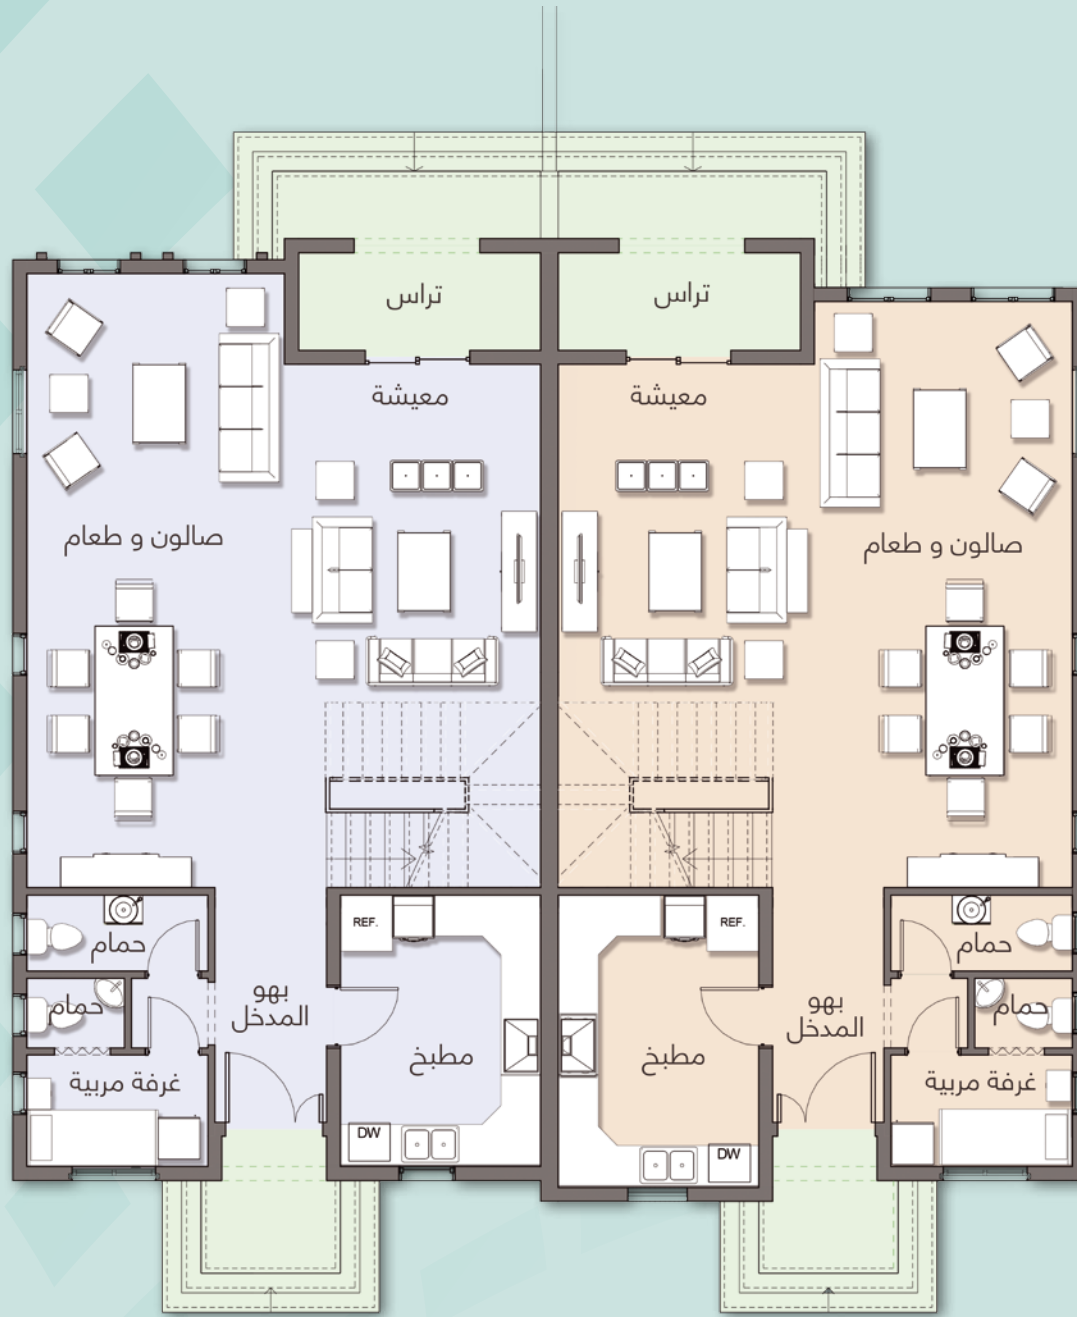 تراس
تراس
معيشة
معيشة
صالون و طعام
صالون و طعام
REF.
REF.
حمام
حمام
حمام
حمام
بهو
المدخل
بهو
المدخل
مطبخ
مطبخ
غرفة مربية
غرفة مربية
DW
DW